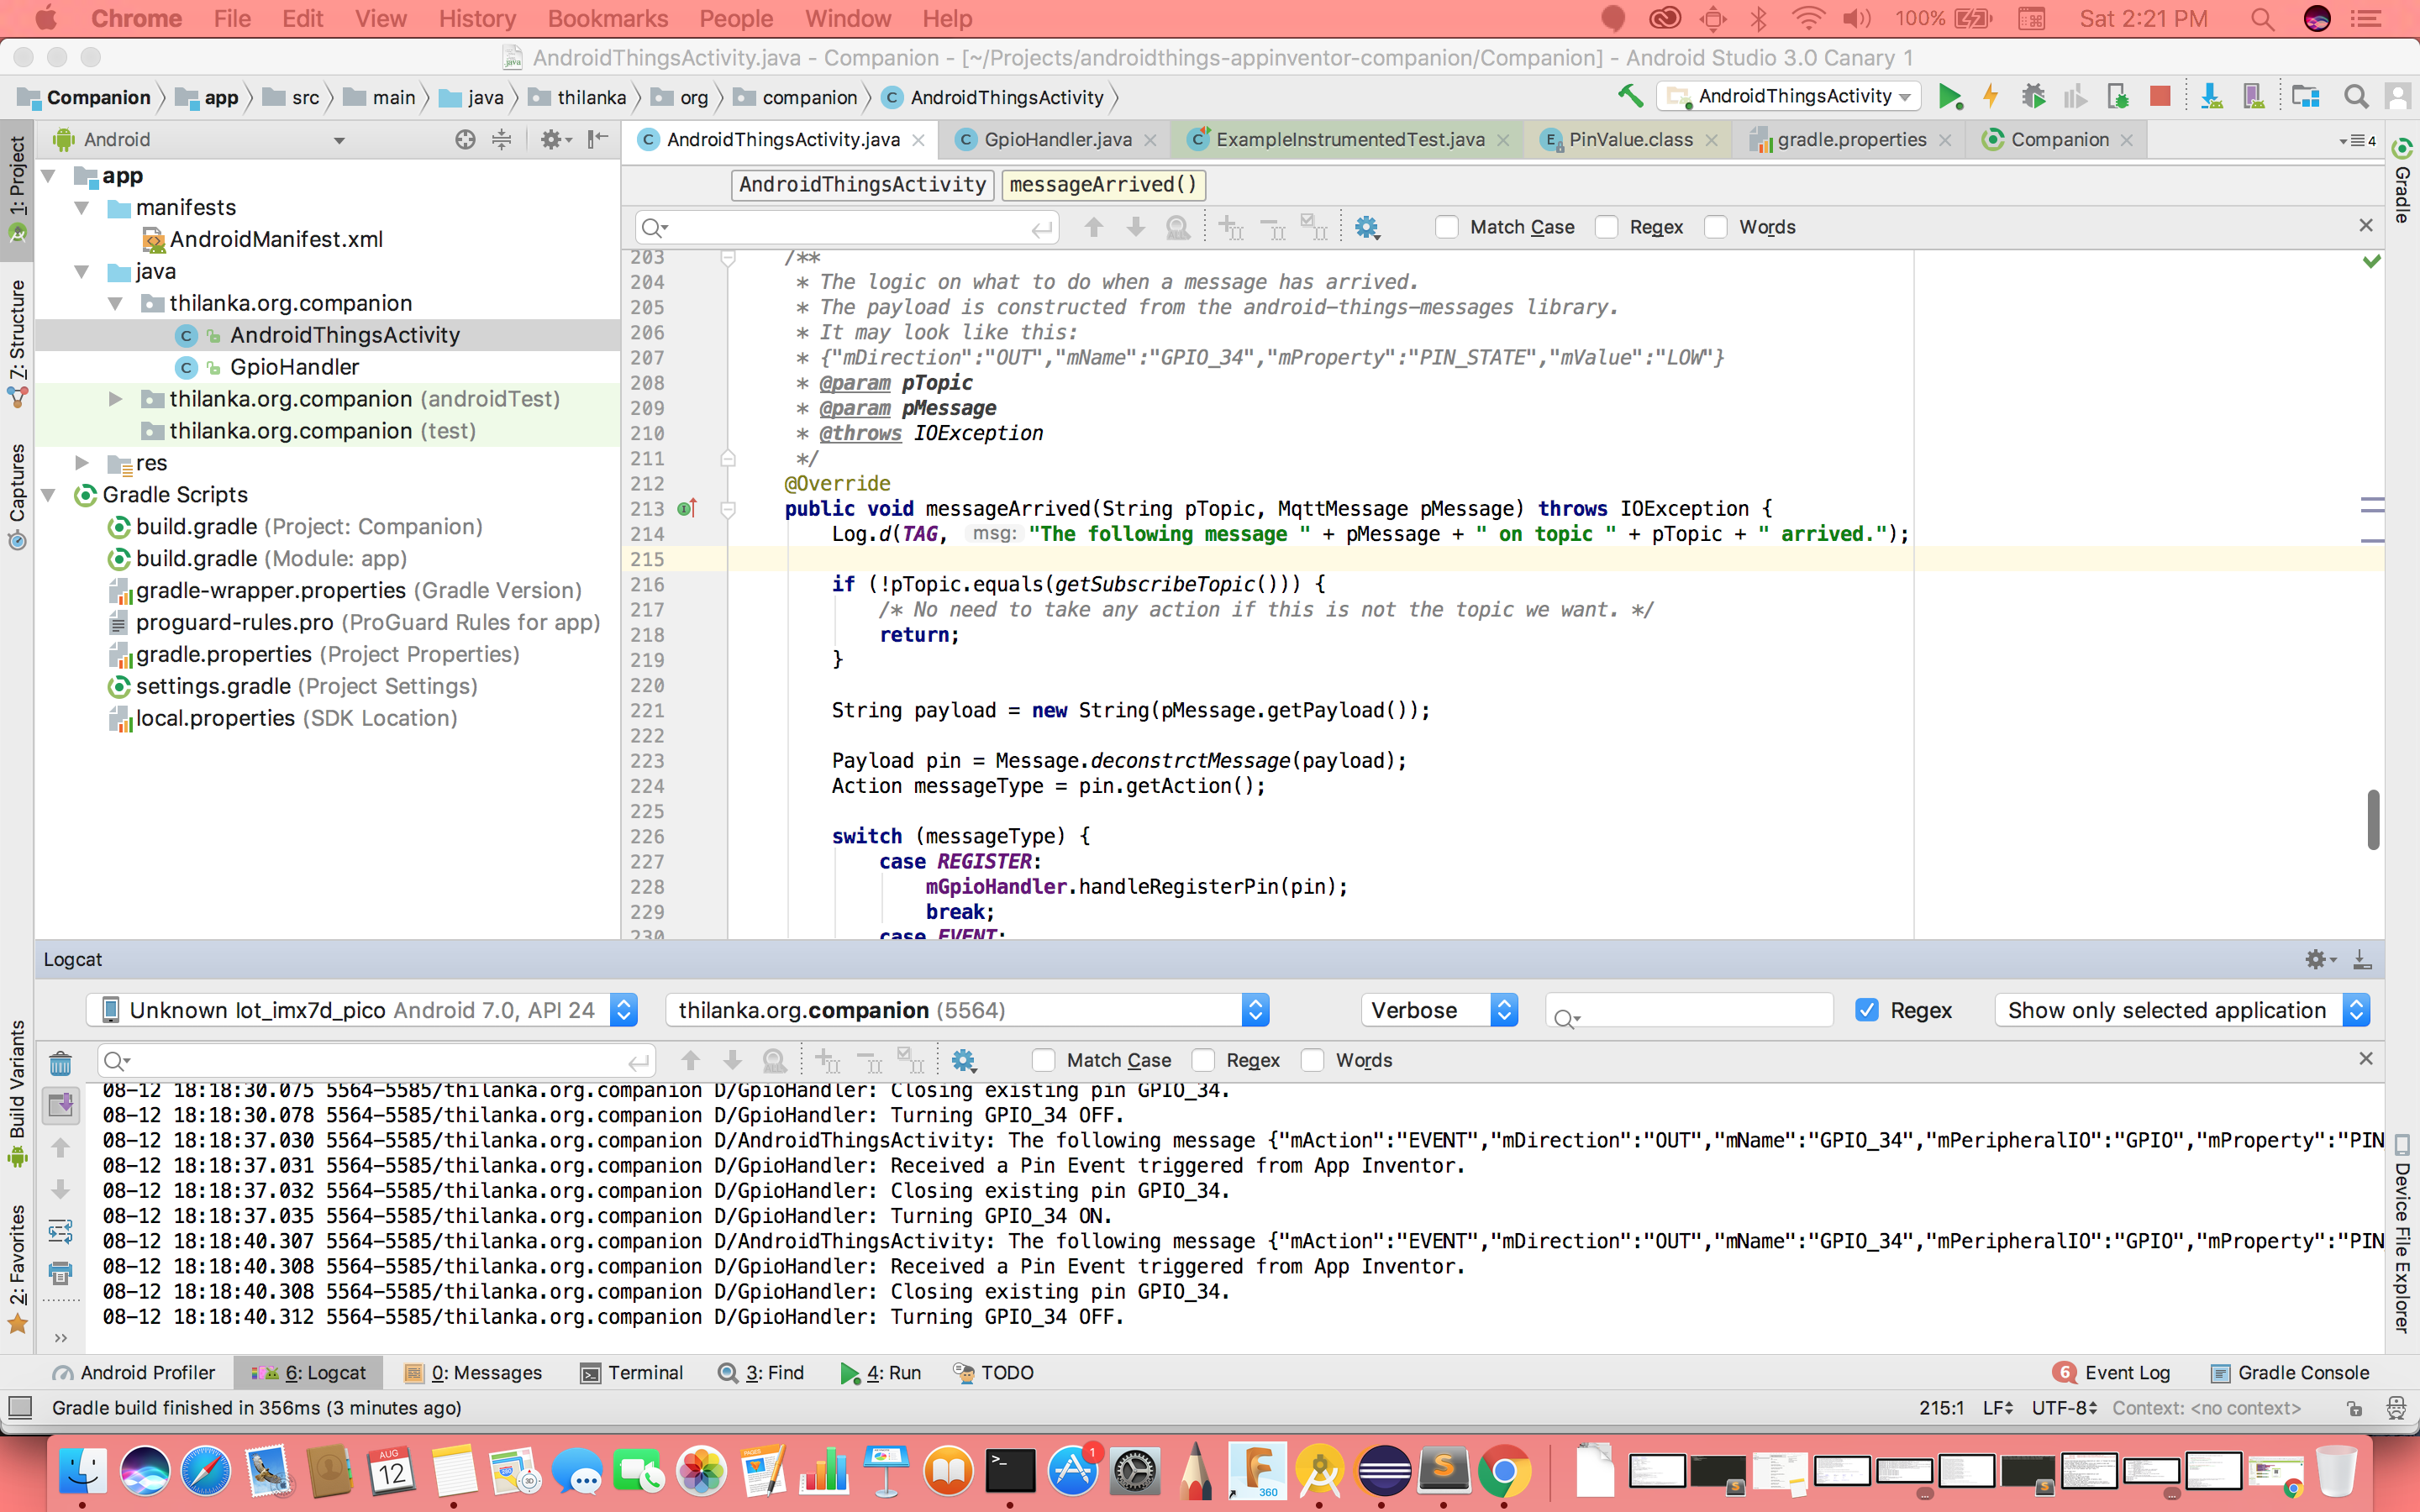 Chrome File Edit View History Bookmarks People Window Help 100% Sat 2:21 PM
AndroidThingsActivity.java - Companion - [~/Projects/androidthings-appinventor-companion/Companion] - Android Studio 3.0 Canary 1
Companion app src main java thilanka org companion AndroidThingsActivity AndroidThingsActivity
1: Project
7: Structure
Captures
Build Variants
2: Favorites
Android
app
manifests
AndroidManifest.xml
java
thilanka.org.companion
AndroidThingsActivity
GpioHandler
thilanka.org.companion (androidTest)
thilanka.org.companion (test)
res
Gradle Scripts
build.gradle (Project: Companion)
build.gradle (Module: app)
gradle-wrapper.properties (Gradle Version)
proguard-rules.pro (ProGuard Rules for app)
gradle.properties (Project Properties)
settings.gradle (Project Settings)
local.properties (SDK Location)
AndroidThingsActivity.java GpioHandler.java ExampleInstrumentedTest.java PinValue.class gradle.properties Companion 4
AndroidThingsActivity messageArrived()
Match Case Regex Words
203 /**
204 * The logic on what to do when a message has arrived.
205 * The payload is constructed from the android-things-messages library.
206 * It may look like this:
207 * {"mDirection":"OUT","mName":"GPIO_34","mProperty":"PIN_STATE","mValue":"LOW"}
208 * @param pTopic
209 * @param pMessage
210 * @throws IOException
211 */
212 @Override
213 public void messageArrived(String pTopic, MqttMessage pMessage) throws IOException {
214 Log.d(TAG, msg: "The following message " + pMessage + " on topic " + pTopic + " arrived.");
215
216 if (!pTopic.equals(getSubscribeTopic())) {
217 /* No need to take any action if this is not the topic we want. */
218 return;
219 }
220
221 String payload = new String(pMessage.getPayload());
222
223 Payload pin = Message.deconstrctMessage(payload);
224 Action messageType = pin.getAction();
225
226 switch (messageType) {
227 case REGISTER:
228 mGpioHandler.handleRegisterPin(pin);
229 break;
230 case EVENT:
Gradle
Device File Explorer
Logcat
Unknown Iot_imx7d_pico Android 7.0, API 24 thilanka.org.companion (5564) Verbose Regex Show only selected application
Match Case Regex Words
08-12 18:18:30.075 5564-5585/thilanka.org.companion D/GpioHandler: Closing existing pin GPIO_34.
08-12 18:18:30.078 5564-5585/thilanka.org.companion D/GpioHandler: Turning GPIO_34 OFF.
08-12 18:18:37.030 5564-5585/thilanka.org.companion D/AndroidThingsActivity: The following message {"mAction":"EVENT","mDirection":"OUT","mName":"GPIO_34","mPeripheralIO":"GPIO","mProperty":"PIN
08-12 18:18:37.031 5564-5585/thilanka.org.companion D/GpioHandler: Received a Pin Event triggered from App Inventor.
08-12 18:18:37.032 5564-5585/thilanka.org.companion D/GpioHandler: Closing existing pin GPIO_34.
08-12 18:18:37.035 5564-5585/thilanka.org.companion D/GpioHandler: Turning GPIO_34 ON.
08-12 18:18:40.307 5564-5585/thilanka.org.companion D/AndroidThingsActivity: The following message {"mAction":"EVENT","mDirection":"OUT","mName":"GPIO_34","mPeripheralIO":"GPIO","mProperty":"PIN
08-12 18:18:40.308 5564-5585/thilanka.org.companion D/GpioHandler: Received a Pin Event triggered from App Inventor.
08-12 18:18:40.308 5564-5585/thilanka.org.companion D/GpioHandler: Closing existing pin GPIO_34.
08-12 18:18:40.312 5564-5585/thilanka.org.companion D/GpioHandler: Turning GPIO_34 OFF.
Android Profiler 6: Logcat 0: Messages Terminal 3: Find 4: Run TODO 6 Event Log Gradle Console
Gradle build finished in 356ms (3 minutes ago) 215:1 LF UTF-8 Context: <no context>
AUG
12
PAGES
1
360